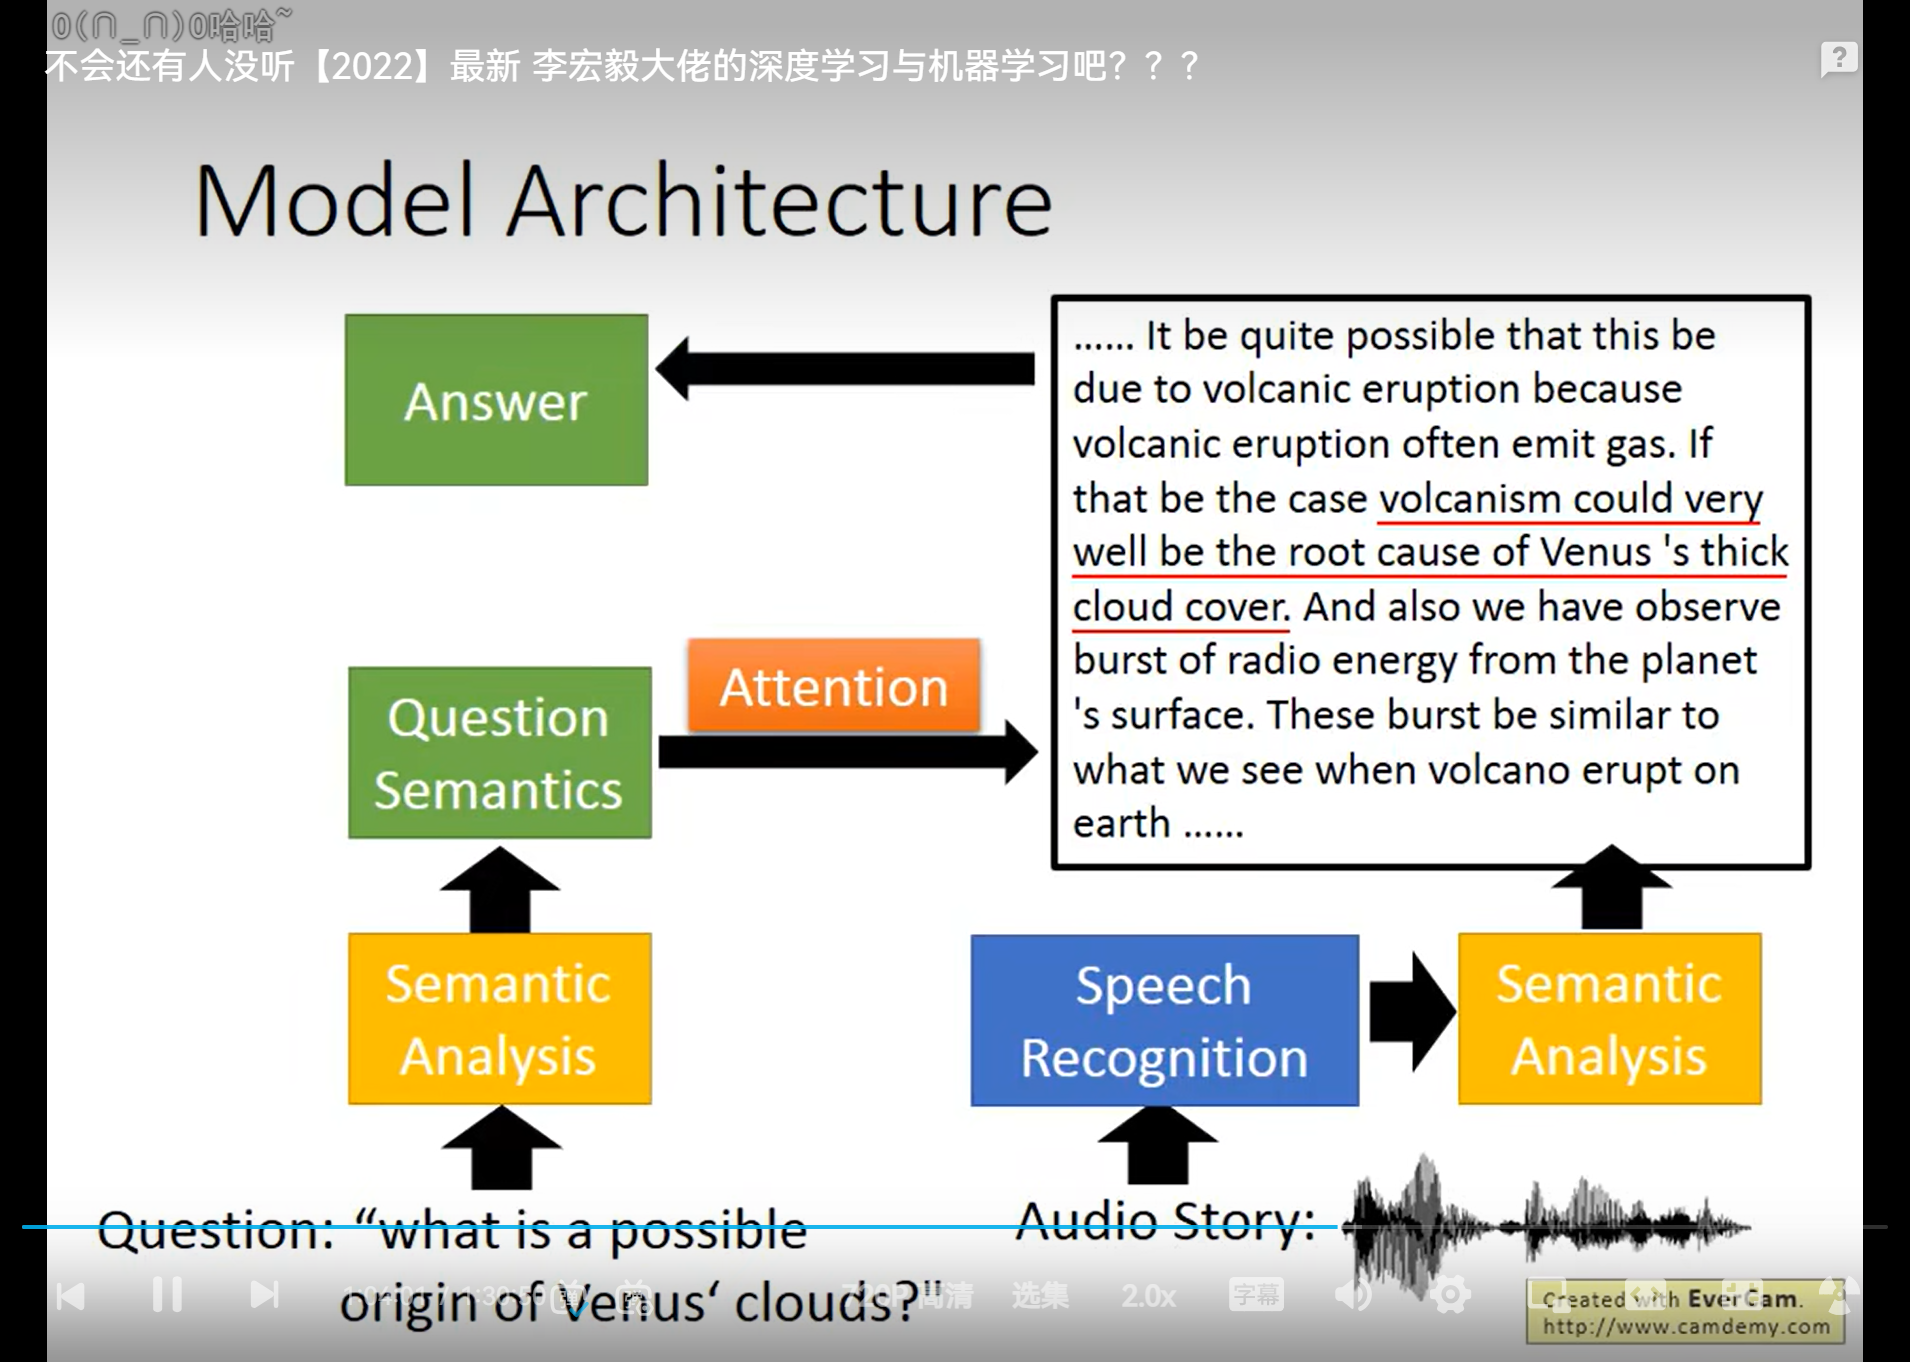 0(∩_∩)0哈哈~
不会还有人没听【2022】最新 李宏毅大佬的深度学习与机器学习吧？？？
Model Architecture
Answer
...... It be quite possible that this be
due to volcanic eruption because
volcanic eruption often emit gas. If
that be the case volcanism could very
well be the root cause of Venus 's thick
cloud cover. And also we have observe
burst of radio energy from the planet
's surface. These burst be similar to
what we see when volcano erupt on
earth ......
Attention
Question
Semantics
Semantic
Analysis
Speech
Recognition
Semantic
Analysis
Question: “what is a possible
origin of Venus‘ clouds?"
Audio Story:
720P 高清
选集
2.0x
字幕
Created with EverCam.
http://www.camdemy.com